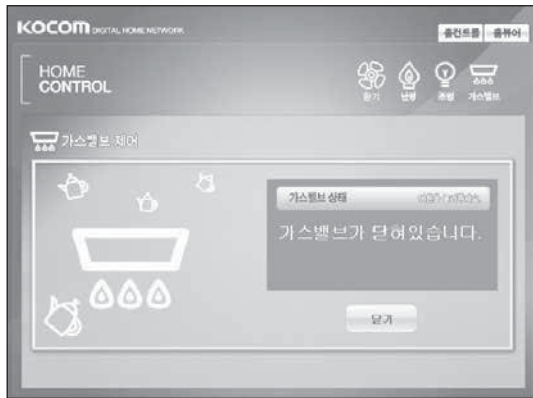 KOCOM DIGITAL HOME NETWORK
홈컨트롤 홈뷰어
HOME
CONTROL
환기 난방 조명 가스밸브
가스밸브 제어
가스밸브 상태
가스밸브가 닫혀있습니다.
닫기